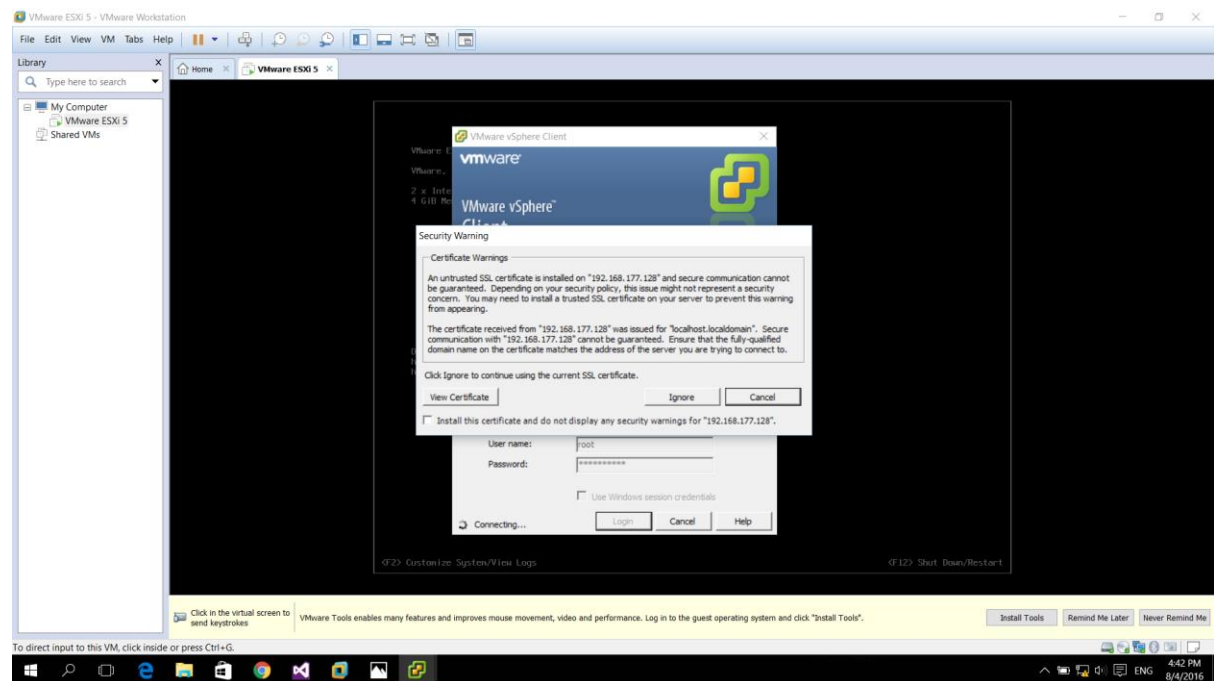 VMware ESXi 5 - VMware Workstation
File Edit View VM Tabs Help
Library X
Home × VMware ESXi 5 ×
Type here to search
My Computer
VMware ESXi 5
Shared VMs
VMware vSphere Client
VMware E
vmware
VMware,
2 x Inte
4 GiB Me
VMware vSphere™
Client
Security Warning
Certificate Warnings
An untrusted SSL certificate is installed on "192.168.177.128" and secure communication cannot
be guaranteed. Depending on your security policy, this issue might not represent a security
concern. You may need to install a trusted SSL certificate on your server to prevent this warning
from appearing.
The certificate received from "192.168.177.128" was issued for "localhost.localdomain". Secure
communication with "192.168.177.128" cannot be guaranteed. Ensure that the fully-qualified
domain name on the certificate matches the address of the server you are trying to connect to.
Click Ignore to continue using the current SSL certificate.
View Certificate Ignore Cancel
Install this certificate and do not display any security warnings for "192.168.177.128".
User name: root
Password: **********
Use Windows session credentials
Connecting... Login Cancel Help
<F2> Customize System/View Logs <F12> Shut Down/Restart
Click in the virtual screen to
send keystrokes
VMware Tools enables many features and improves mouse movement, video and performance. Log in to the guest operating system and click "Install Tools".
Install Tools Remind Me Later Never Remind Me
To direct input to this VM, click inside or press Ctrl+G.
ENG 4:42 PM
8/4/2016